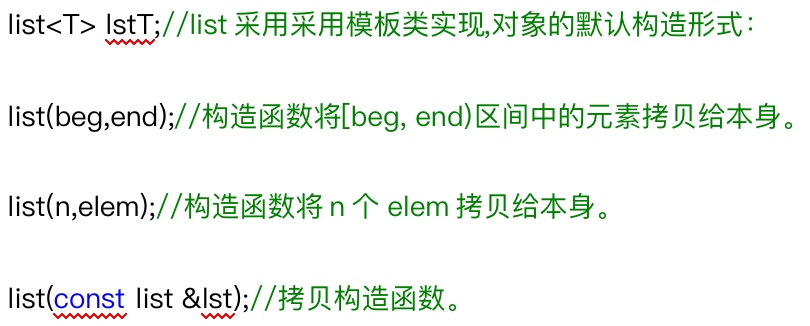 list<T> lstT;//list 采用采用模板类实现,对象的默认构造形式：
list(beg,end);//构造函数将[beg, end)区间中的元素拷贝给本身。
list(n,elem);//构造函数将 n 个 elem 拷贝给本身。
list(const list &lst);//拷贝构造函数。